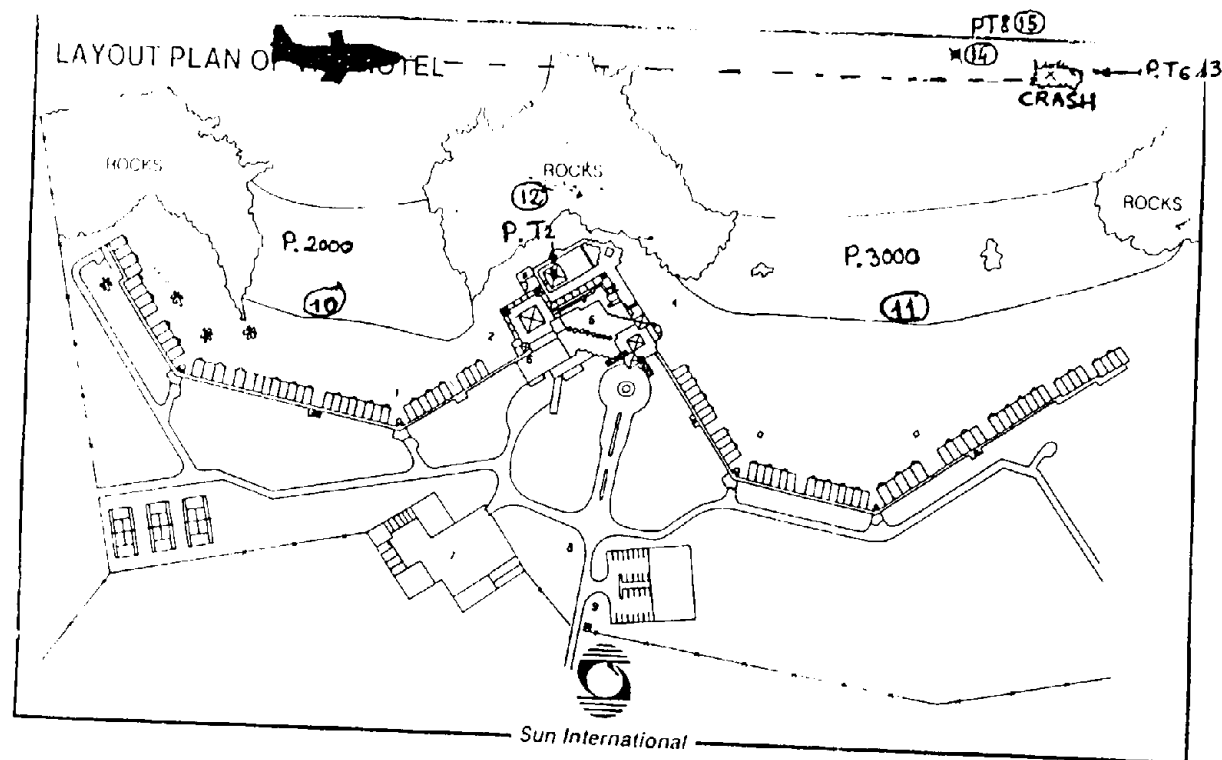 PT8 (15)
LAYOUT PLAN OF HOTEL
(14)
P.T6.13
CRASH
ROCKS
ROCKS
ROCKS
(12)
P.T2
P.2000
P.3000
(10)
(11)
4
2
6
6
1
7
8
9
Sun International